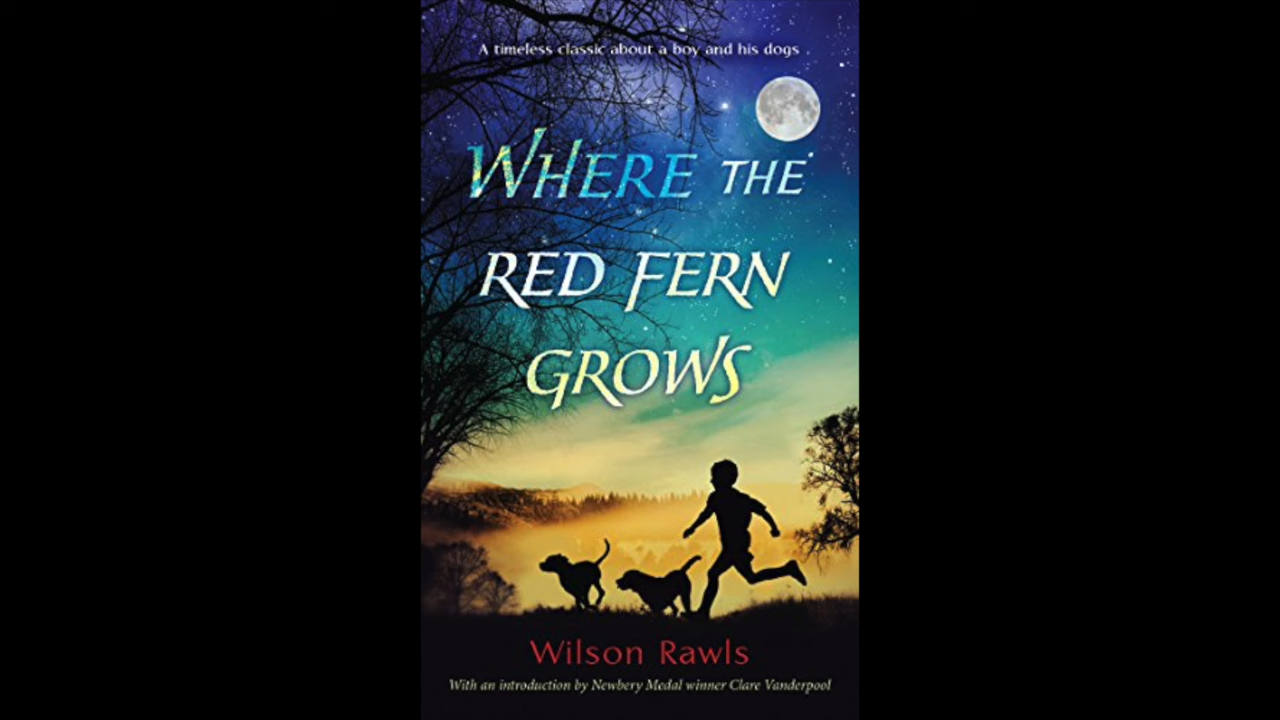 A timeless classic about a boy and his dogs
WHERE THE
RED FERN
GROWS
Wilson Rawls
With an introduction by Newbery Medal winner Clare Vanderpool